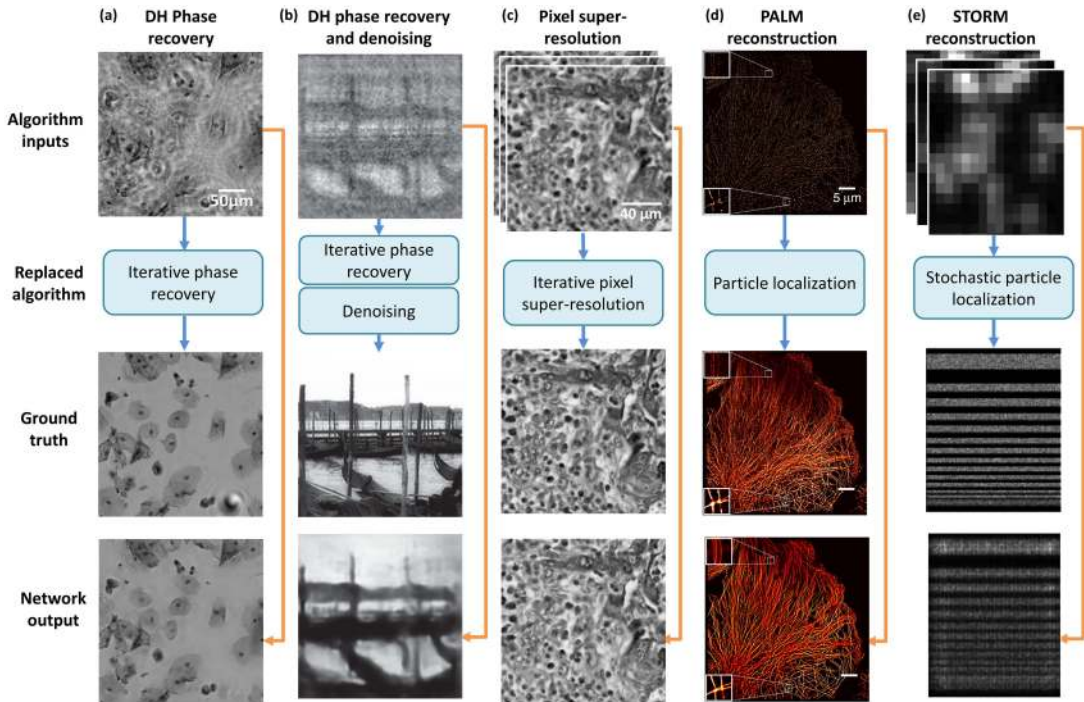 (a) DH Phase
recovery
(b) DH phase recovery
and denoising
(c) Pixel super-
resolution
(d) PALM
reconstruction
(e) STORM
reconstruction
Algorithm
inputs
50μm
40 μm
5 μm
Replaced
algorithm
Iterative phase
recovery
Iterative phase
recovery
Denoising
Iterative pixel
super-resolution
Particle localization
Stochastic particle
localization
Ground
truth
Network
output